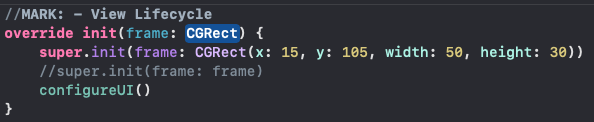 //MARK: - View Lifecycle
override init(frame: CGRect) {
    super.init(frame: CGRect(x: 15, y: 105, width: 50, height: 30))
    //super.init(frame: frame)
    configureUI()
}